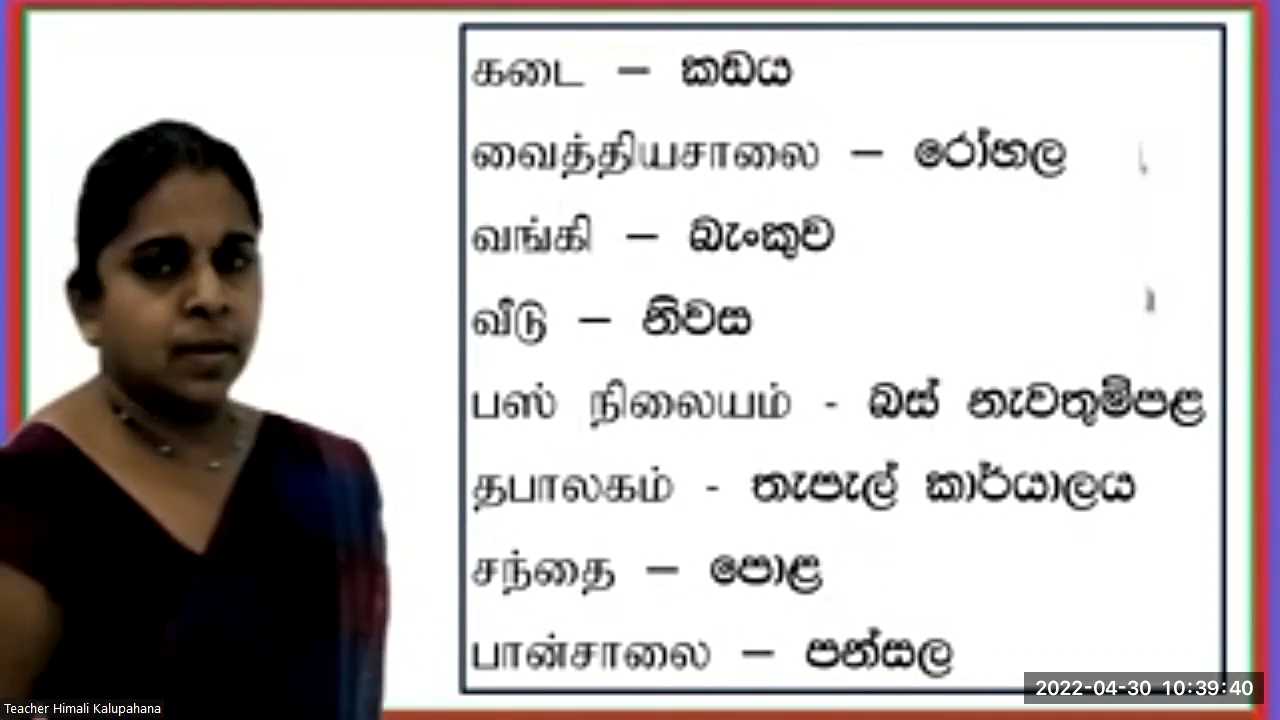 கடை – කඩය
வைத்தியசாலை – රෝහල
வங்கி – බැංකුව
வீடு – නිවස
பஸ் நிலையம் - බස් නැවතුම්පළ
தபாலகம் - තැපැල් කාර්යාලය
சந்தை – පොළ
பான்சாலை – පන්සල
2022-04-30 10:39:40
Teacher Himali Kalupahana